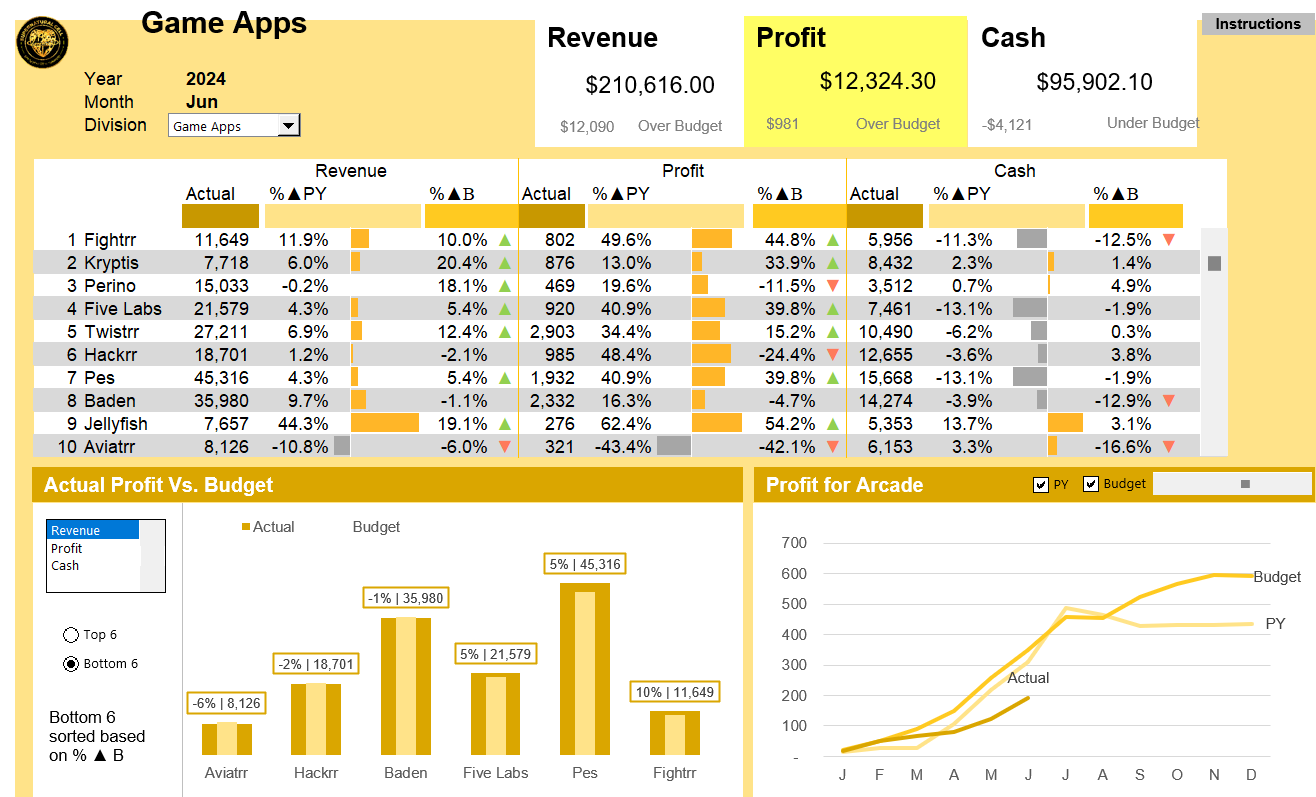 Game Apps
Instructions
Revenue
Profit
Cash
$210,616.00
$12,324.30
$95,902.10
$12,090 Over Budget
$981 Over Budget
-$4,121 Under Budget
Year 2024
Month Jun
Division Game Apps
Revenue Profit Cash
Actual %▲PY %▲B Actual %▲PY %▲B Actual %▲PY %▲B
1 Fightrr 11,649 11.9% 10.0% ▲ 802 49.6% 44.8% ▲ 5,956 -11.3% -12.5% ▼
2 Kryptis 7,718 6.0% 20.4% ▲ 876 13.0% 33.9% ▲ 8,432 2.3% 1.4%
3 Perino 15,033 -0.2% 18.1% ▲ 469 19.6% -11.5% ▼ 3,512 0.7% 4.9%
4 Five Labs 21,579 4.3% 5.4% ▲ 920 40.9% 39.8% ▲ 7,461 -13.1% -1.9%
5 Twistrr 27,211 6.9% 12.4% ▲ 2,903 34.4% 15.2% ▲ 10,490 -6.2% 0.3%
6 Hackrr 18,701 1.2% -2.1% 985 48.4% -24.4% ▼ 12,655 -3.6% 3.8%
7 Pes 45,316 4.3% 5.4% ▲ 1,932 40.9% 39.8% ▲ 15,668 -13.1% -1.9%
8 Baden 35,980 9.7% -1.1% 2,332 16.3% -4.7% 14,274 -3.9% -12.9% ▼
9 Jellyfish 7,657 44.3% 19.1% ▲ 276 62.4% 54.2% ▲ 5,353 13.7% 3.1%
10 Aviatrr 8,126 -10.8% -6.0% ▼ 321 -43.4% -42.1% ▼ 6,153 3.3% -16.6% ▼
Actual Profit Vs. Budget
Revenue
Profit
Cash
Top 6
Bottom 6
Bottom 6
sorted based
on % ▲ B
Actual Budget
-6% | 8,126
-2% | 18,701
-1% | 35,980
5% | 21,579
5% | 45,316
10% | 11,649
Aviatrr Hackrr Baden Five Labs Pes Fightrr
Profit for Arcade
PY Budget
700
600
500
400
300
200
100
-
Budget
PY
Actual
J F M A M J J A S O N D